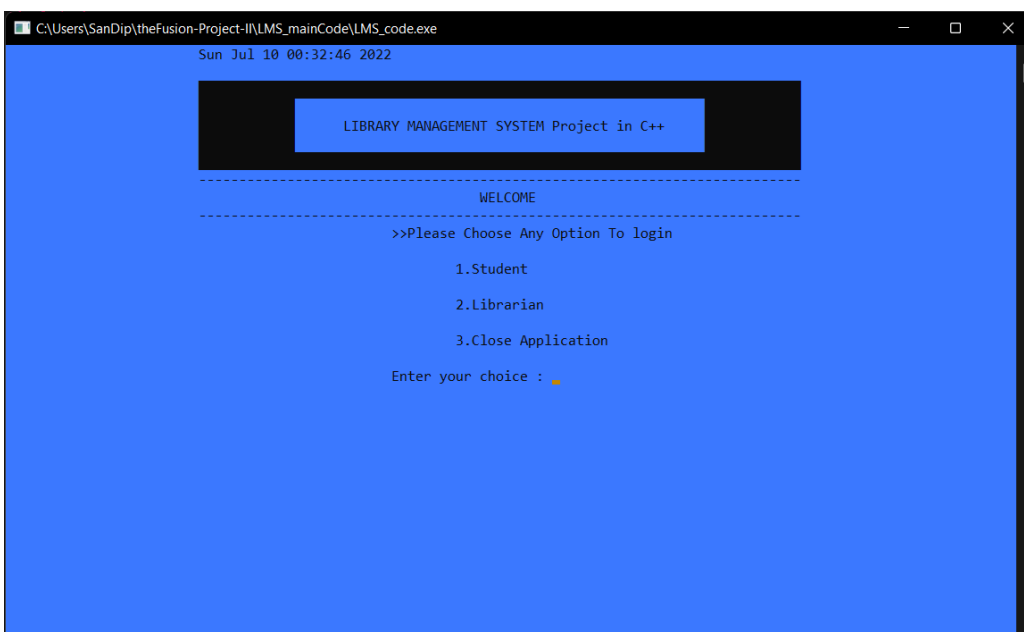 C:\Users\SanDip\theFusion-Project-II\LMS_mainCode\LMS_code.exe
Sun Jul 10 00:32:46 2022
LIBRARY MANAGEMENT SYSTEM Project in C++
---------------------------------------------------------------------------
WELCOME
---------------------------------------------------------------------------
>>Please Choose Any Option To login
1.Student
2.Librarian
3.Close Application
Enter your choice :